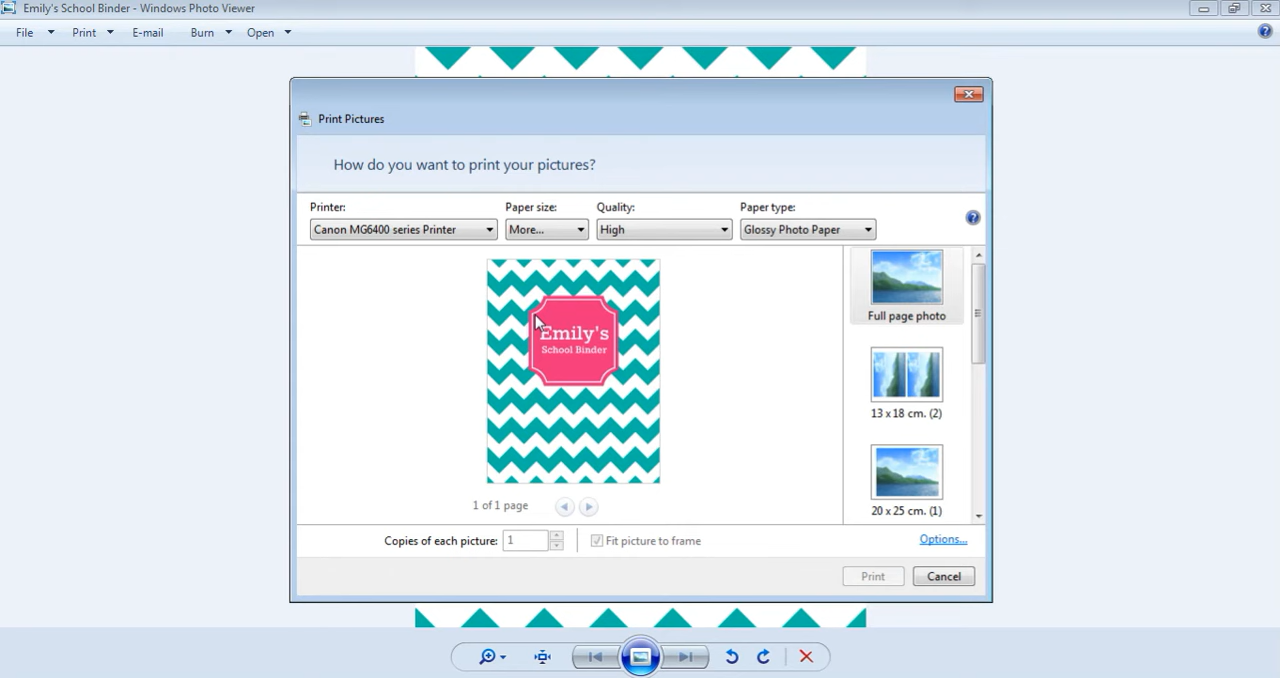 Emily's School Binder - Windows Photo Viewer
File Print E-mail Burn Open
Print Pictures
How do you want to print your pictures?
Printer: Paper size: Quality: Paper type:
Canon MG6400 series Printer More... High Glossy Photo Paper
Emily's
School Binder
Full page photo
13 x 18 cm. (2)
20 x 25 cm. (1)
1 of 1 page
Copies of each picture: 1 Fit picture to frame Options...
Print Cancel